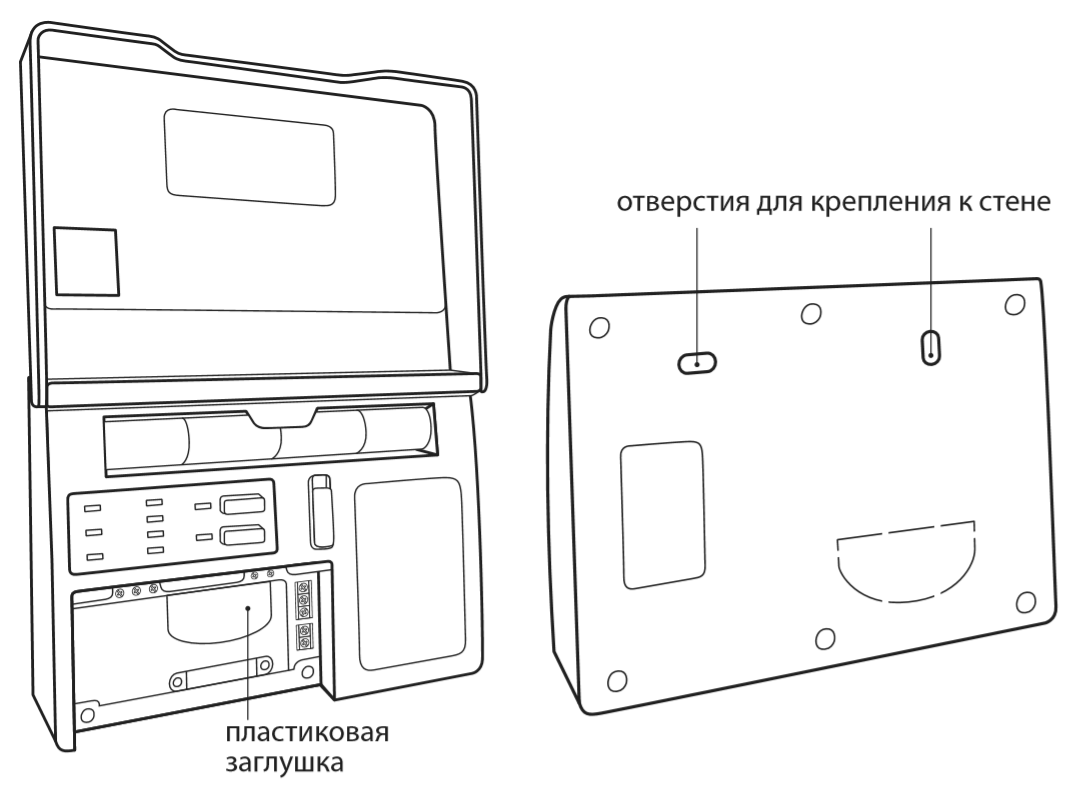 отверстия для крепления к стене
пластиковая
заглушка